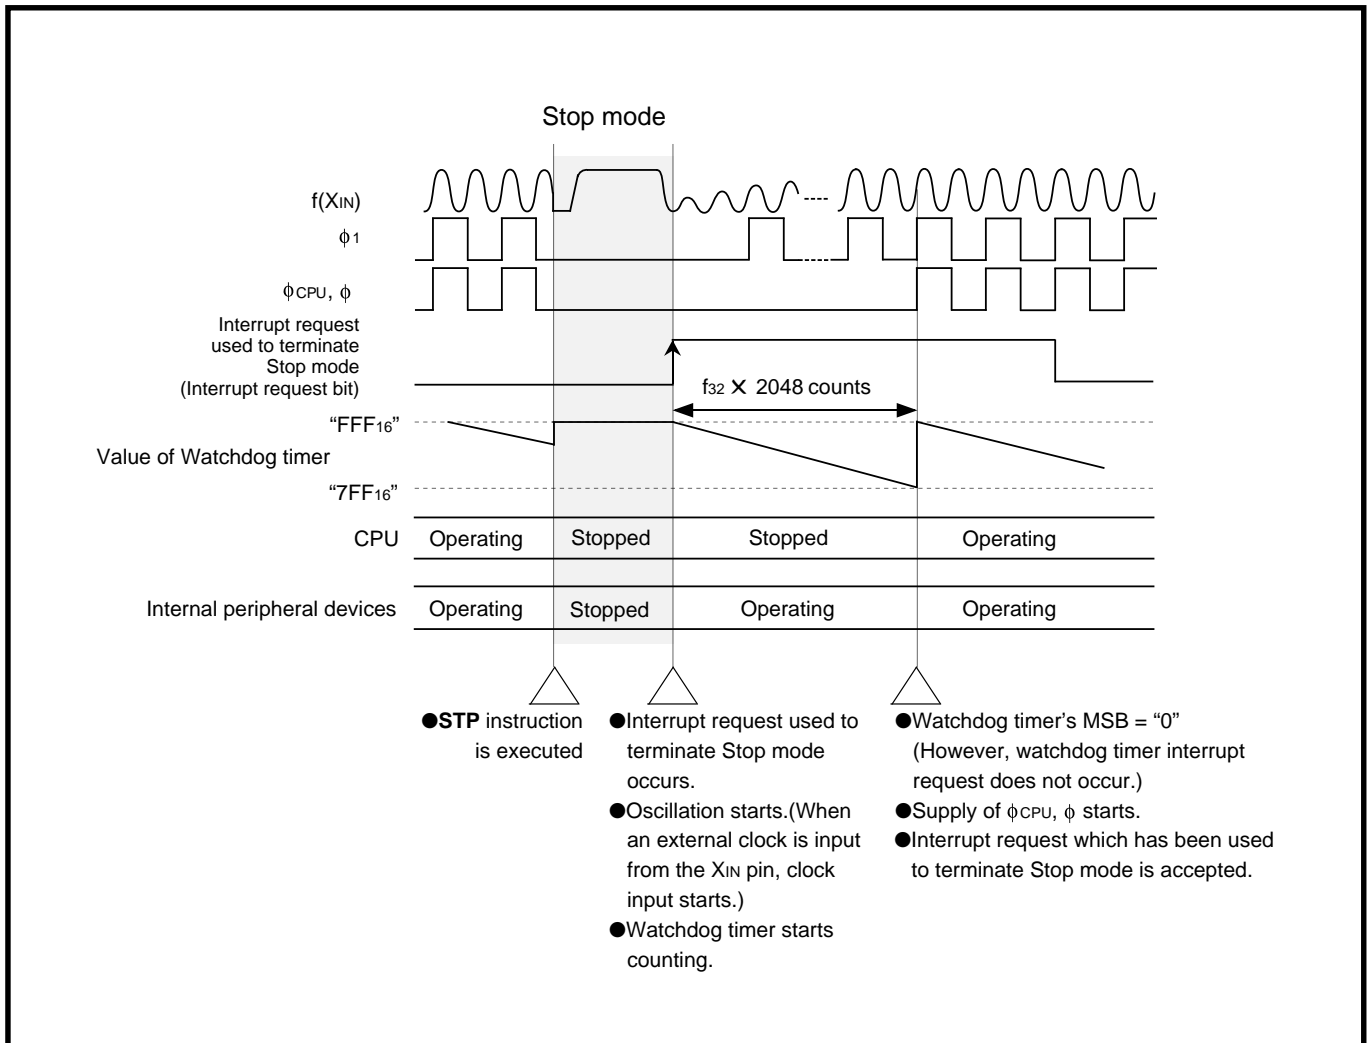 Stop mode
f(XIN)
ϕ1
ϕCPU, ϕ
Interrupt request
used to terminate
Stop mode
(Interrupt request bit)
f32 ✕ 2048 counts
“FFF16”
Value of Watchdog timer
“7FF16”
CPU Operating Stopped Stopped Operating
Internal peripheral devices Operating Stopped Operating Operating
●STP instruction
is executed
●Interrupt request used to
terminate Stop mode
occurs.
●Oscillation starts.(When
an external clock is input
from the XIN pin, clock
input starts.)
●Watchdog timer starts
counting.
●Watchdog timer’s MSB = “0”
(However, watchdog timer interrupt
request does not occur.)
●Supply of ϕCPU, ϕ starts.
●Interrupt request which has been used
to terminate Stop mode is accepted.